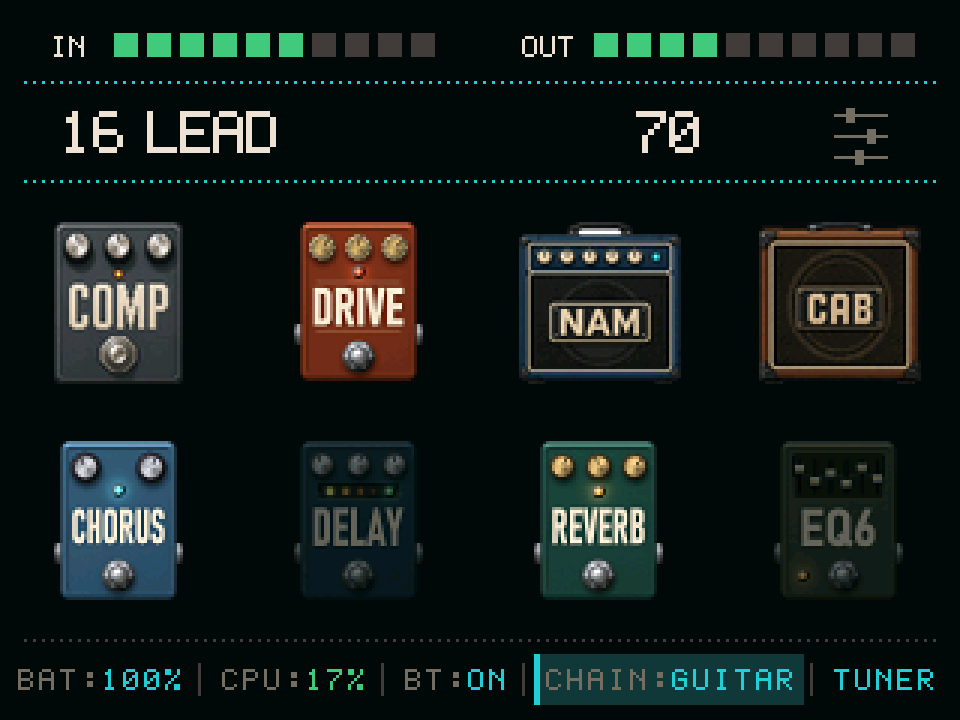 IN OUT
16 LEAD 70
COMP DRIVE NAM CAB
CHORUS DELAY REVERB EQ6
BAT:100% | CPU:17% | BT:ON | CHAIN:GUITAR | TUNER